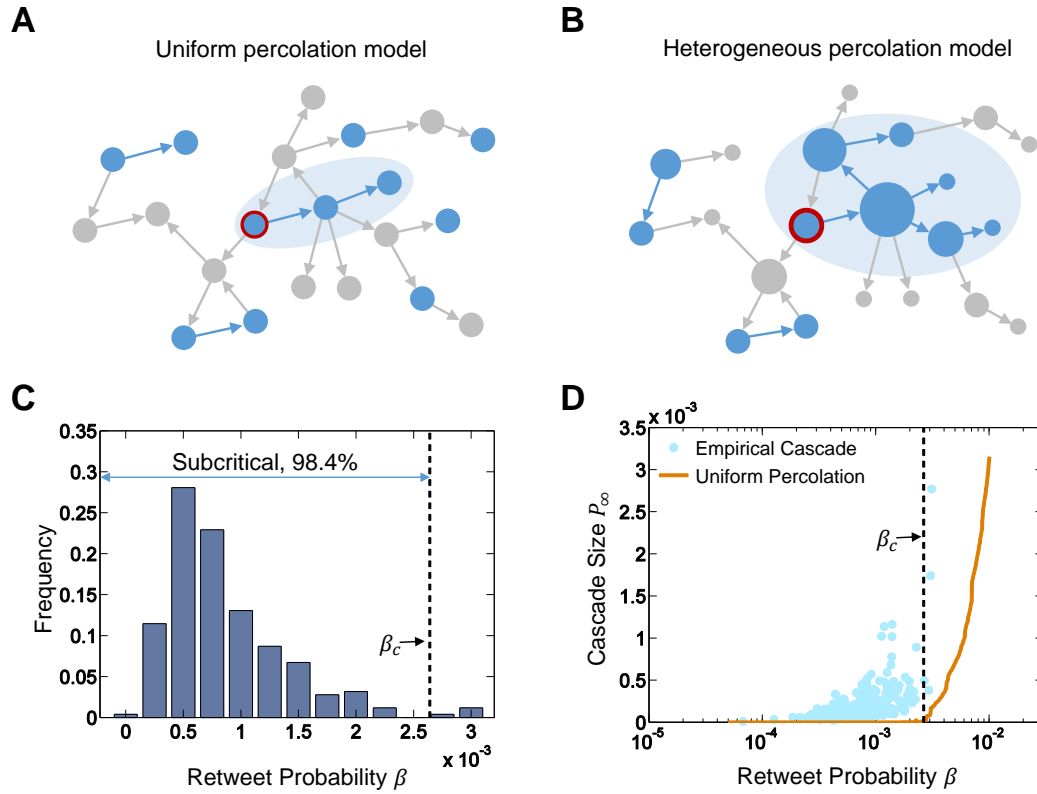 A
Uniform percolation model
B
Heterogeneous percolation model
C
0.35
0.3
0.25
0.2
0.15
0.1
0.05
0
Frequency
Subcritical, 98.4%
β_c
0
0.5
1
1.5
2
2.5
3
x 10⁻³
Retweet Probability β
D
x 10⁻³
3.5
3
2.5
2
1.5
1
0.5
0
Cascade Size P_∞
Empirical Cascade
Uniform Percolation
β_c
10⁻⁵
10⁻⁴
10⁻³
10⁻²
Retweet Probability β